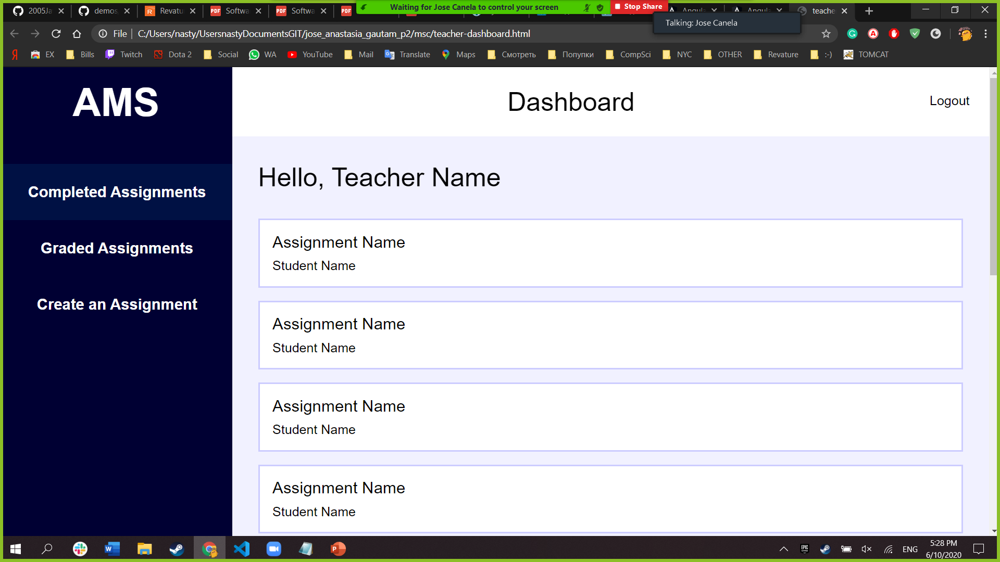 2005Ja
demos
Revatu
PDF
Softwa
PDF
Softwa
PDF
Waiting for Jose Canela to control your screen
Stop Share
Angula
Angula
teache
Talking: Jose Canela
File
C:/Users/nasty/UsersnastyDocumentsGIT/jose_anastasia_gautam_p2/msc/teacher-dashboard.html
Я
EX
Bills
Twitch
Dota 2
Social
WA
YouTube
Mail
Translate
Maps
Смотреть
Попупки
CompSci
NYC
OTHER
Revature
:-)
TOMCAT
AMS
Dashboard
Logout
Completed Assignments
Graded Assignments
Create an Assignment
Hello, Teacher Name
Assignment Name
Student Name
Assignment Name
Student Name
Assignment Name
Student Name
Assignment Name
Student Name
ENG
5:28 PM
6/10/2020